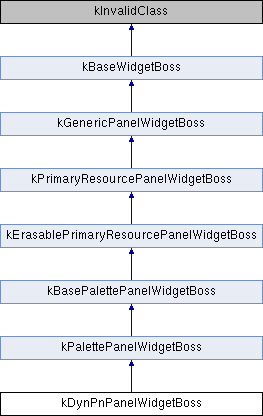 kInvalidClass
kBaseWidgetBoss
kGenericPanelWidgetBoss
kPrimaryResourcePanelWidgetBoss
kErasablePrimaryResourcePanelWidgetBoss
kBasePalettePanelWidgetBoss
kPalettePanelWidgetBoss
kDynPnPanelWidgetBoss